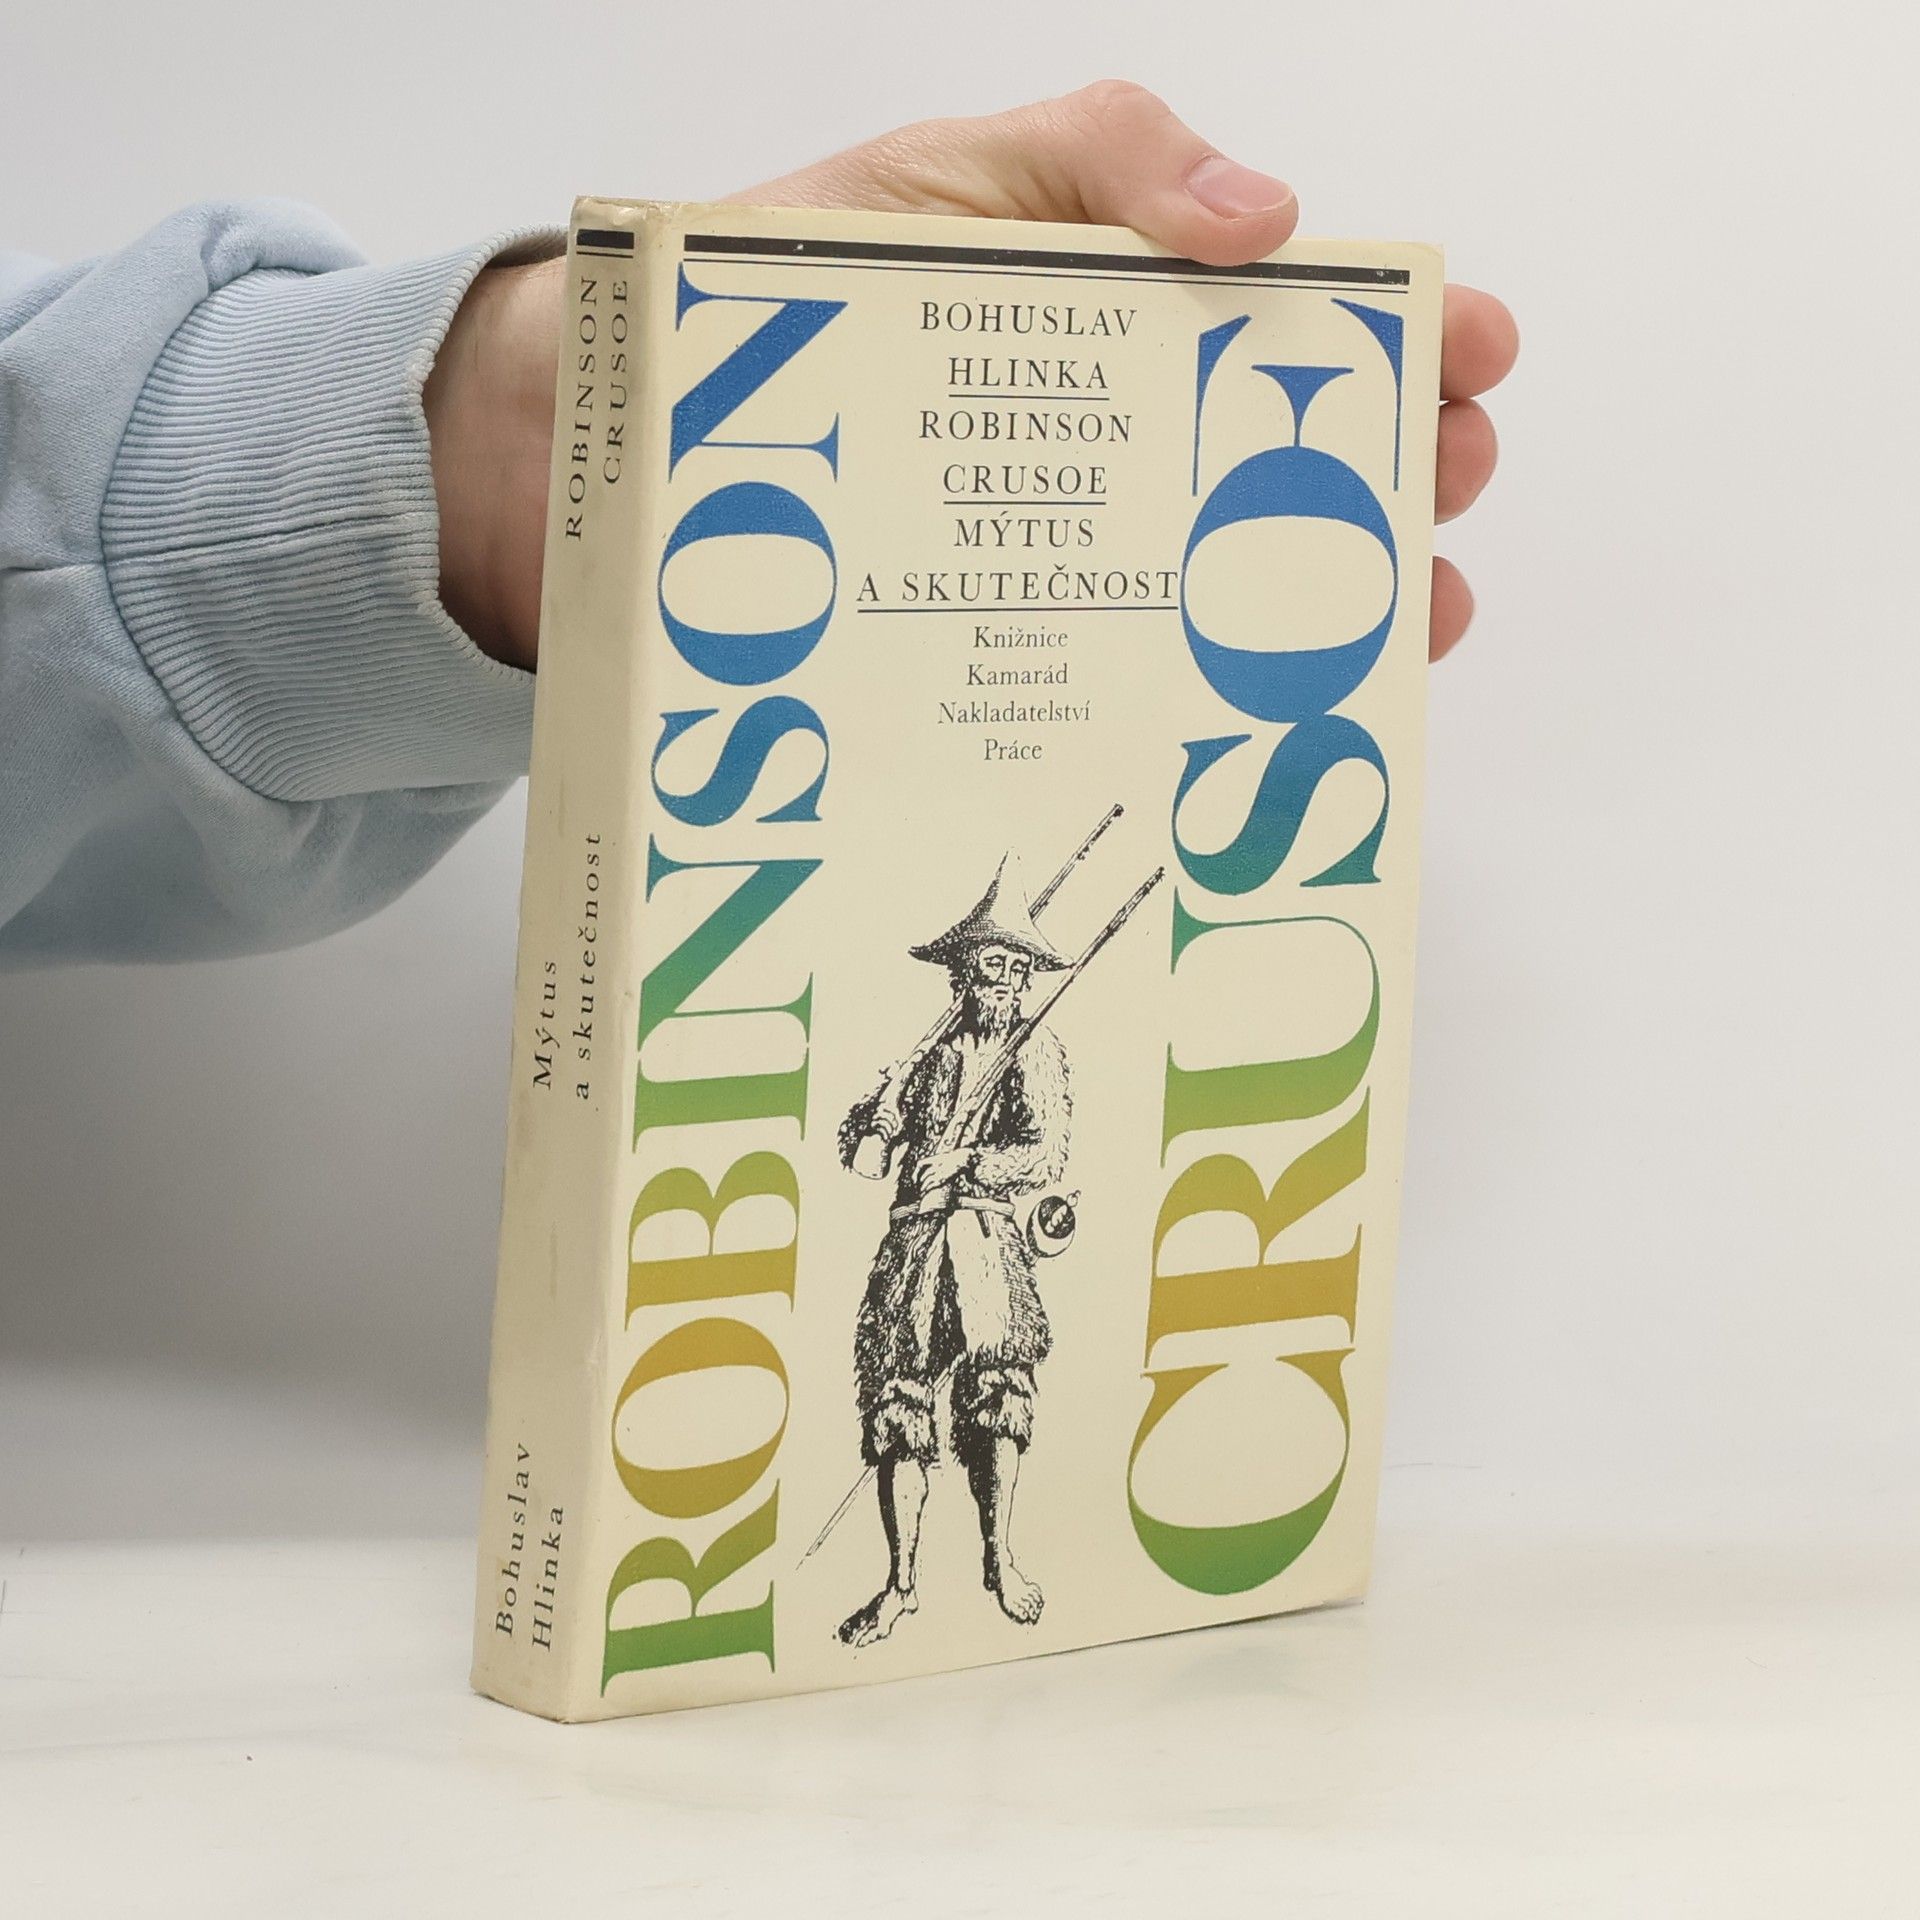 ROBINSON
CRUSOE
Mýtus
a skutečnost
Bohuslav
Hlinka
ROBINSON
BOHUSLAV
HLINKA
ROBINSON
CRUSOE
MÝTUS
A SKUTEČNOST
Knižnice
Kamarád
Nakladatelství
Práce
CRUSOE